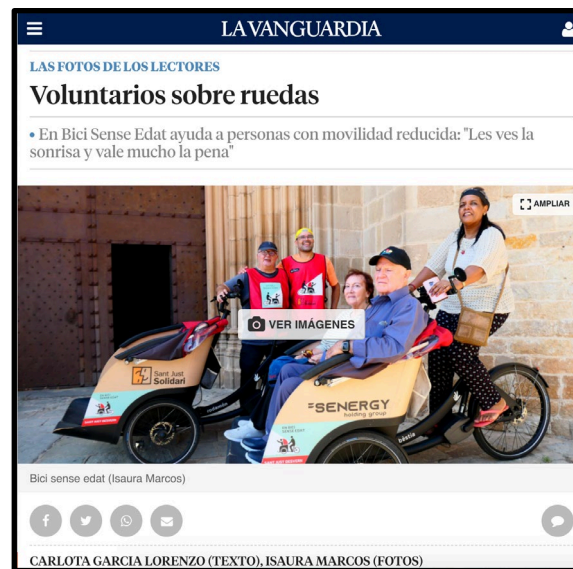 LA VANGUARDIA
LAS FOTOS DE LOS LECTORES
Voluntarios sobre ruedas
• En Bici Sense Edat ayuda a personas con movilidad reducida: "Les ves la
sonrisa y vale mucho la pena"
AMPLIAR
VER IMÁGENES
Sant Just
Solidari
SENERGY
holding group
Bici sense edat (Isaura Marcos)
CARLOTA GARCIA LORENZO (TEXTO), ISAURA MARCOS (FOTOS)